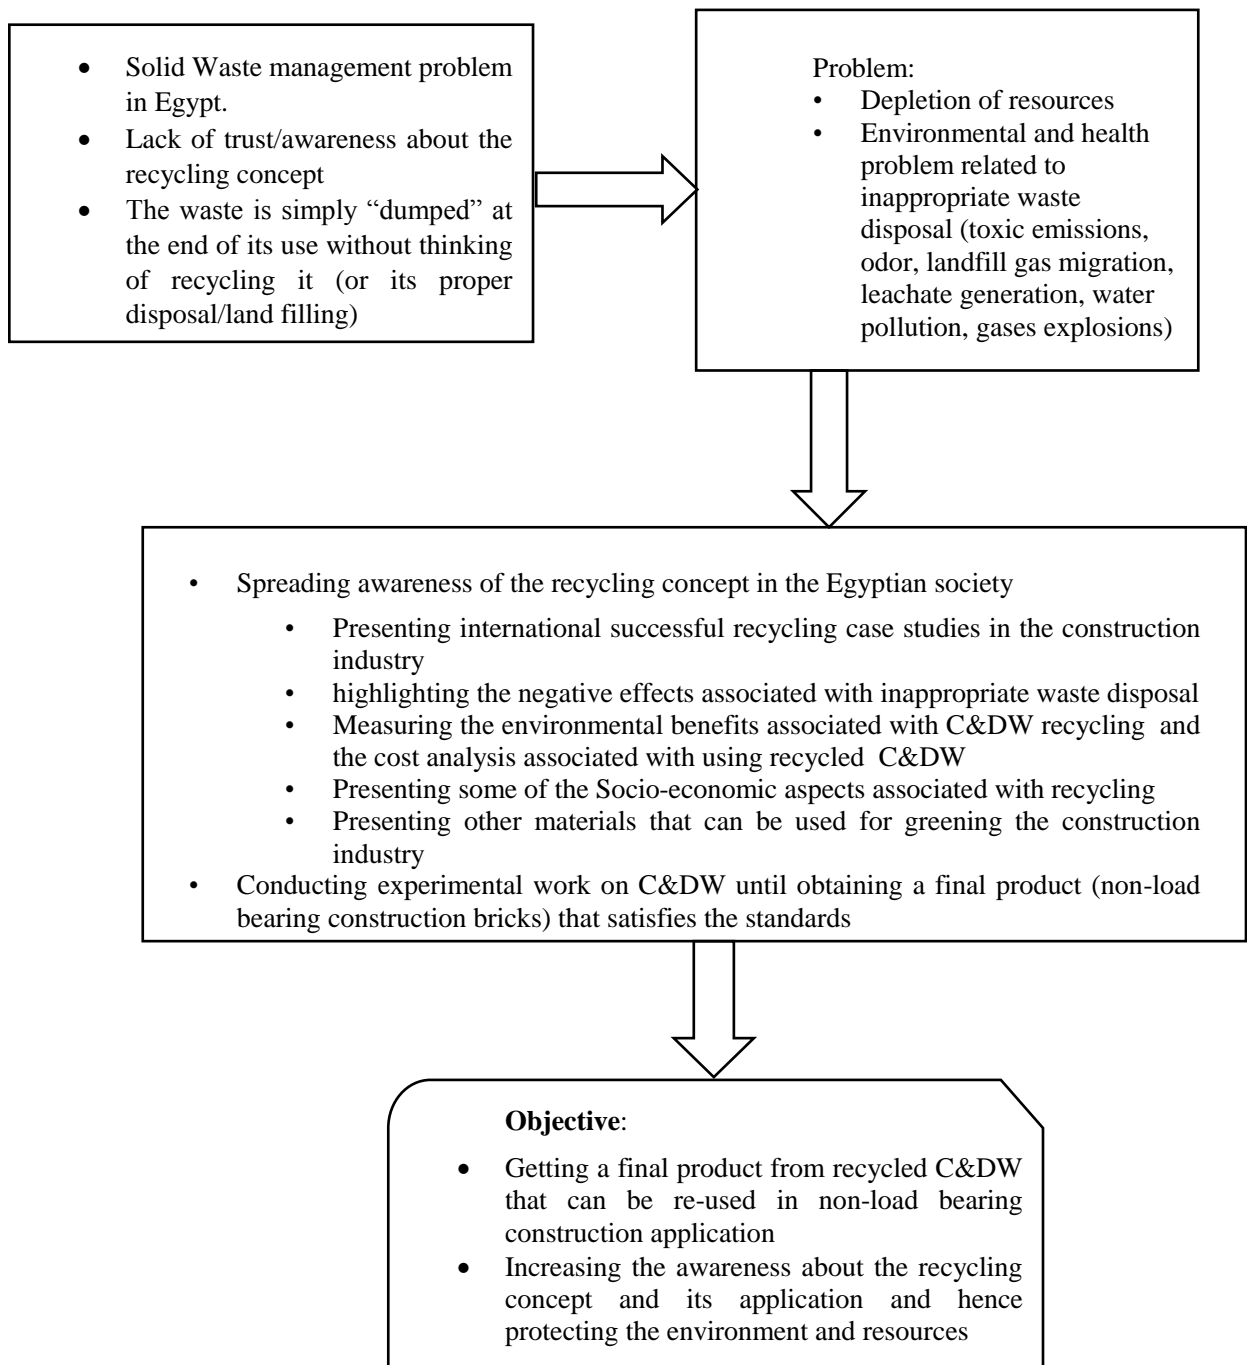 • Solid Waste management problem
in Egypt.
• Lack of trust/awareness about the
recycling concept
• The waste is simply “dumped” at
the end of its use without thinking
of recycling it (or its proper
disposal/land filling)
Problem:
• Depletion of resources
• Environmental and health
problem related to
inappropriate waste
disposal (toxic emissions,
odor, landfill gas migration,
leachate generation, water
pollution, gases explosions)
• Spreading awareness of the recycling concept in the Egyptian society
• Presenting international successful recycling case studies in the construction
industry
• highlighting the negative effects associated with inappropriate waste disposal
• Measuring the environmental benefits associated with C&DW recycling and
the cost analysis associated with using recycled C&DW
• Presenting some of the Socio-economic aspects associated with recycling
• Presenting other materials that can be used for greening the construction
industry
• Conducting experimental work on C&DW until obtaining a final product (non-load
bearing construction bricks) that satisfies the standards
Objective:
• Getting a final product from recycled C&DW
that can be re-used in non-load bearing
construction application
• Increasing the awareness about the recycling
concept and its application and hence
protecting the environment and resources